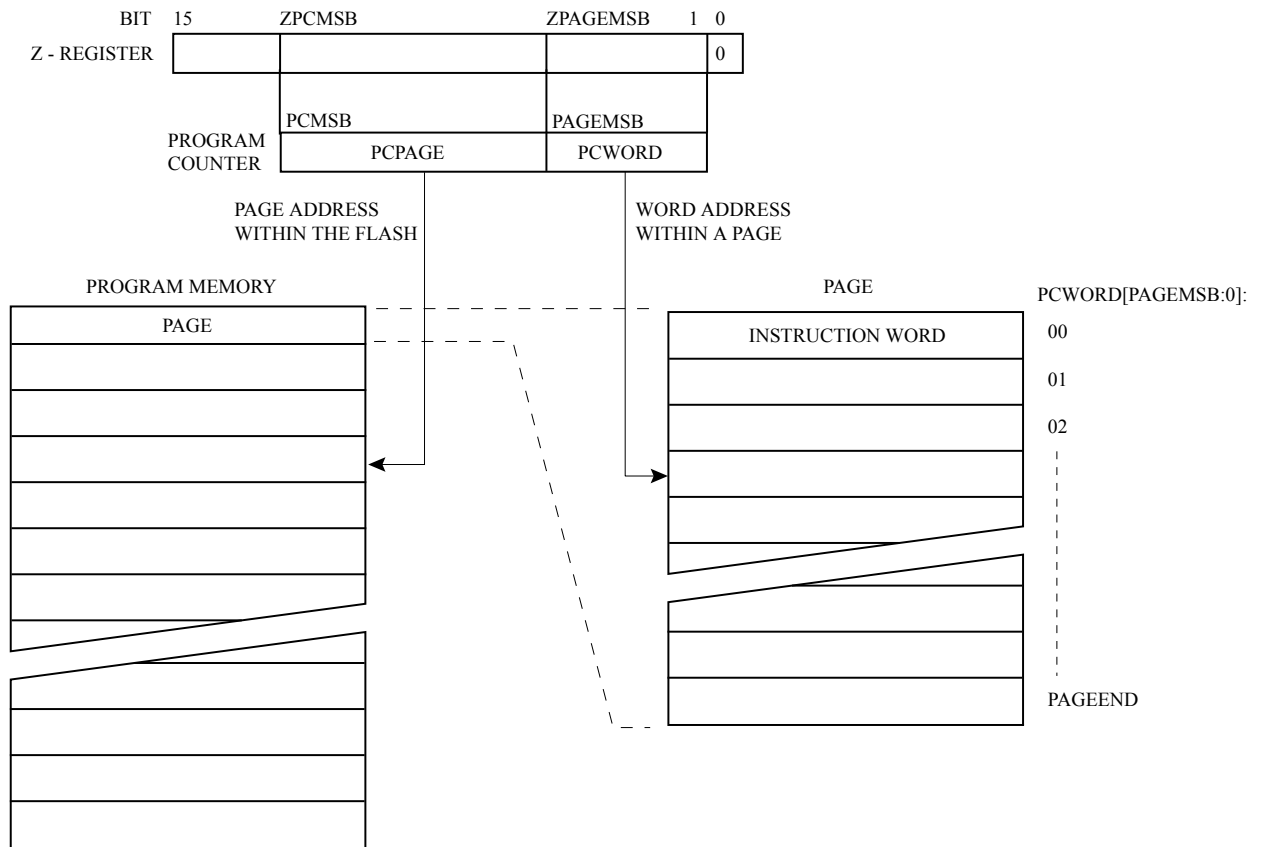 BIT 15 ZPCMSB ZPAGEMSB 1 0
Z - REGISTER 0
PCMSB PAGEMSB
PROGRAM
COUNTER
PCPAGE PCWORD
PAGE ADDRESS
WITHIN THE FLASH
WORD ADDRESS
WITHIN A PAGE
PROGRAM MEMORY
PAGE
PAGE
PCWORD[PAGEMSB:0]:
INSTRUCTION WORD
00
01
02
PAGEEND